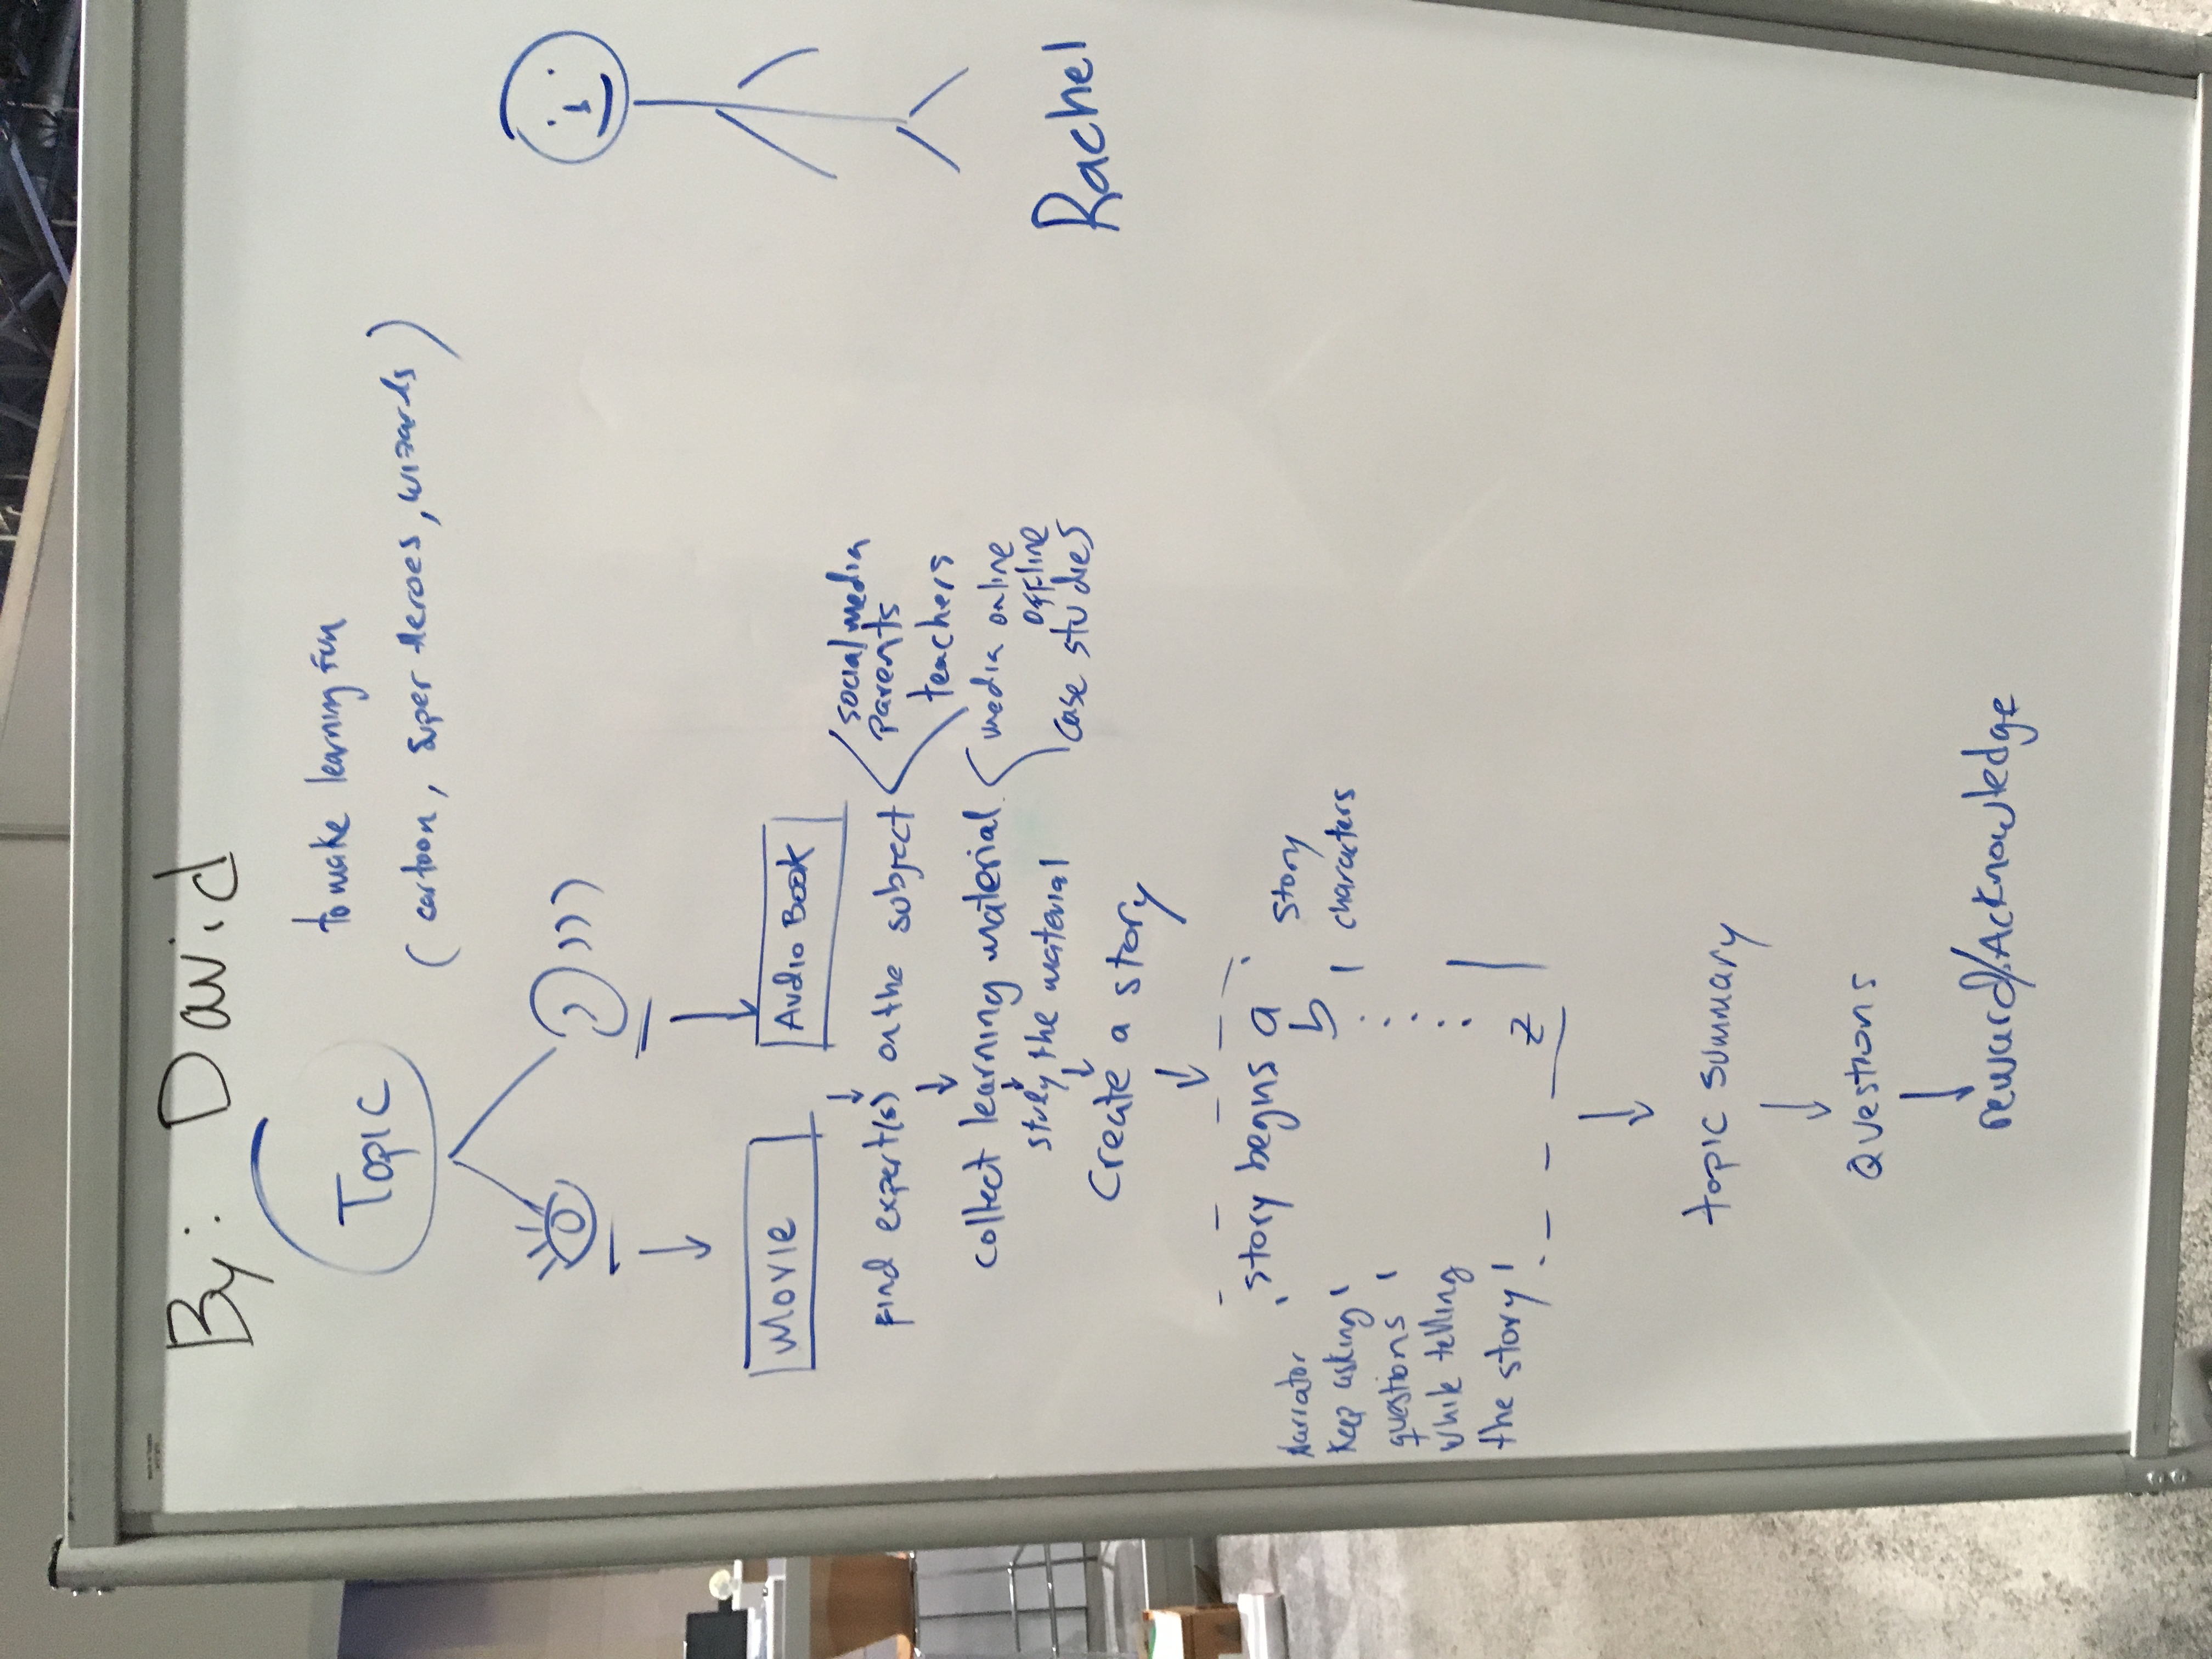 By: David
Topic
to make learning fun
( cartoon, Super Heroes, wizards )
Movie
Audio Book
Find expert(s) on the subject
social media
parents
teachers
collect learning material
media online
offline
case studies
study the material
Create a story
story begins a
b
z
Narrator
keep asking
questions
while telling
the story
story
characters
topic summary
Questions
reward/Acknowledge
Rachel